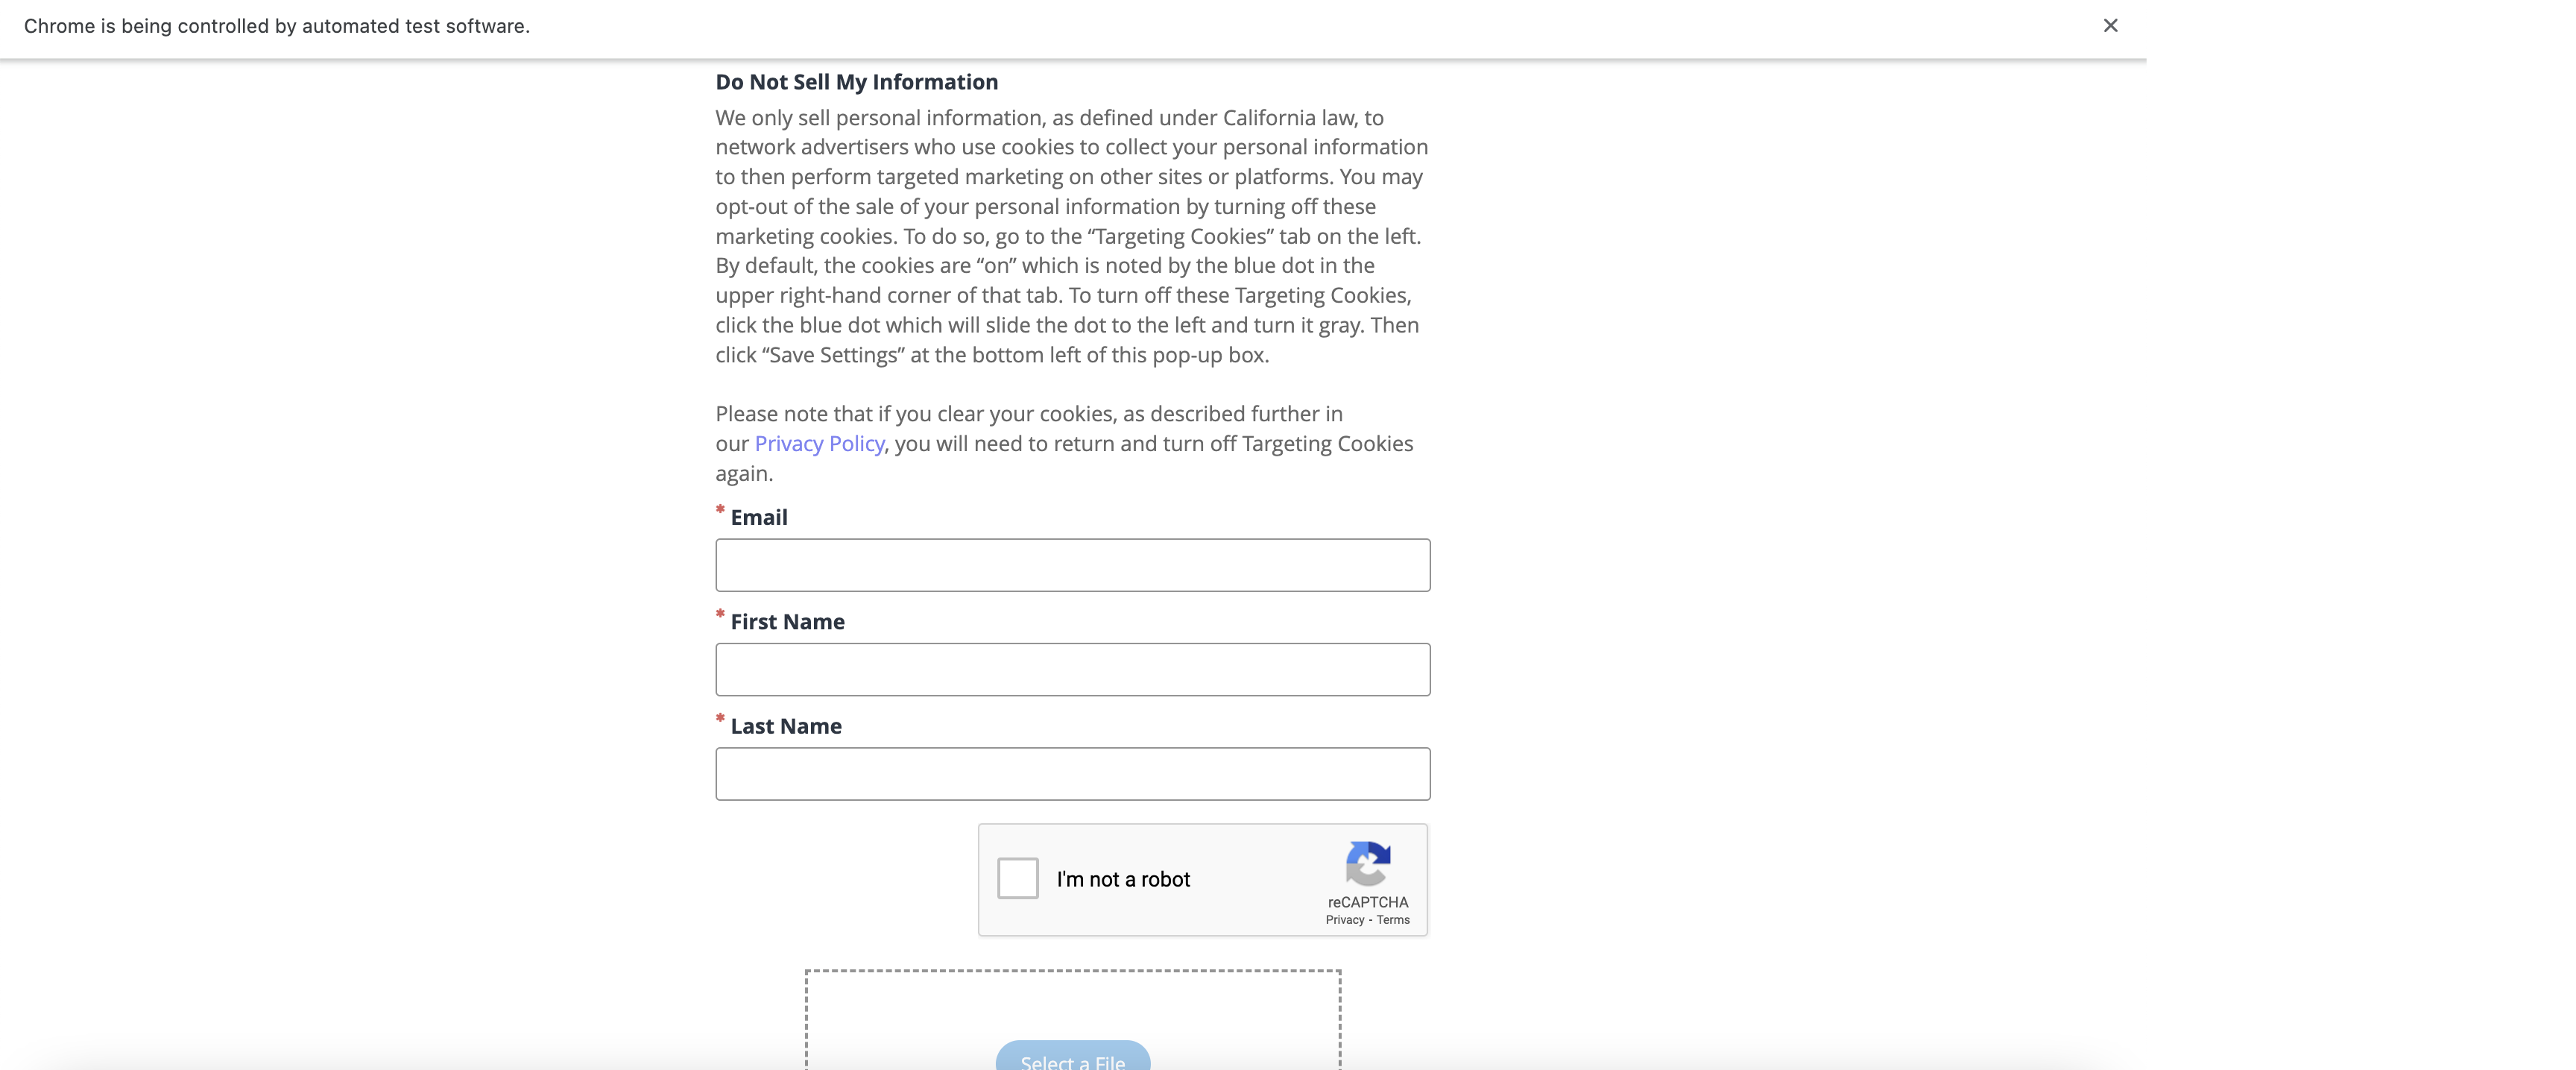 Chrome is being controlled by automated test software.
Do Not Sell My Information
We only sell personal information, as defined under California law, to
network advertisers who use cookies to collect your personal information
to then perform targeted marketing on other sites or platforms. You may
opt-out of the sale of your personal information by turning off these
marketing cookies. To do so, go to the “Targeting Cookies” tab on the left.
By default, the cookies are “on” which is noted by the blue dot in the
upper right-hand corner of that tab. To turn off these Targeting Cookies,
click the blue dot which will slide the dot to the left and turn it gray. Then
click “Save Settings” at the bottom left of this pop-up box.
Please note that if you clear your cookies, as described further in
our Privacy Policy, you will need to return and turn off Targeting Cookies
again.
* Email
* First Name
* Last Name
I'm not a robot
reCAPTCHA
Privacy - Terms
Select a File